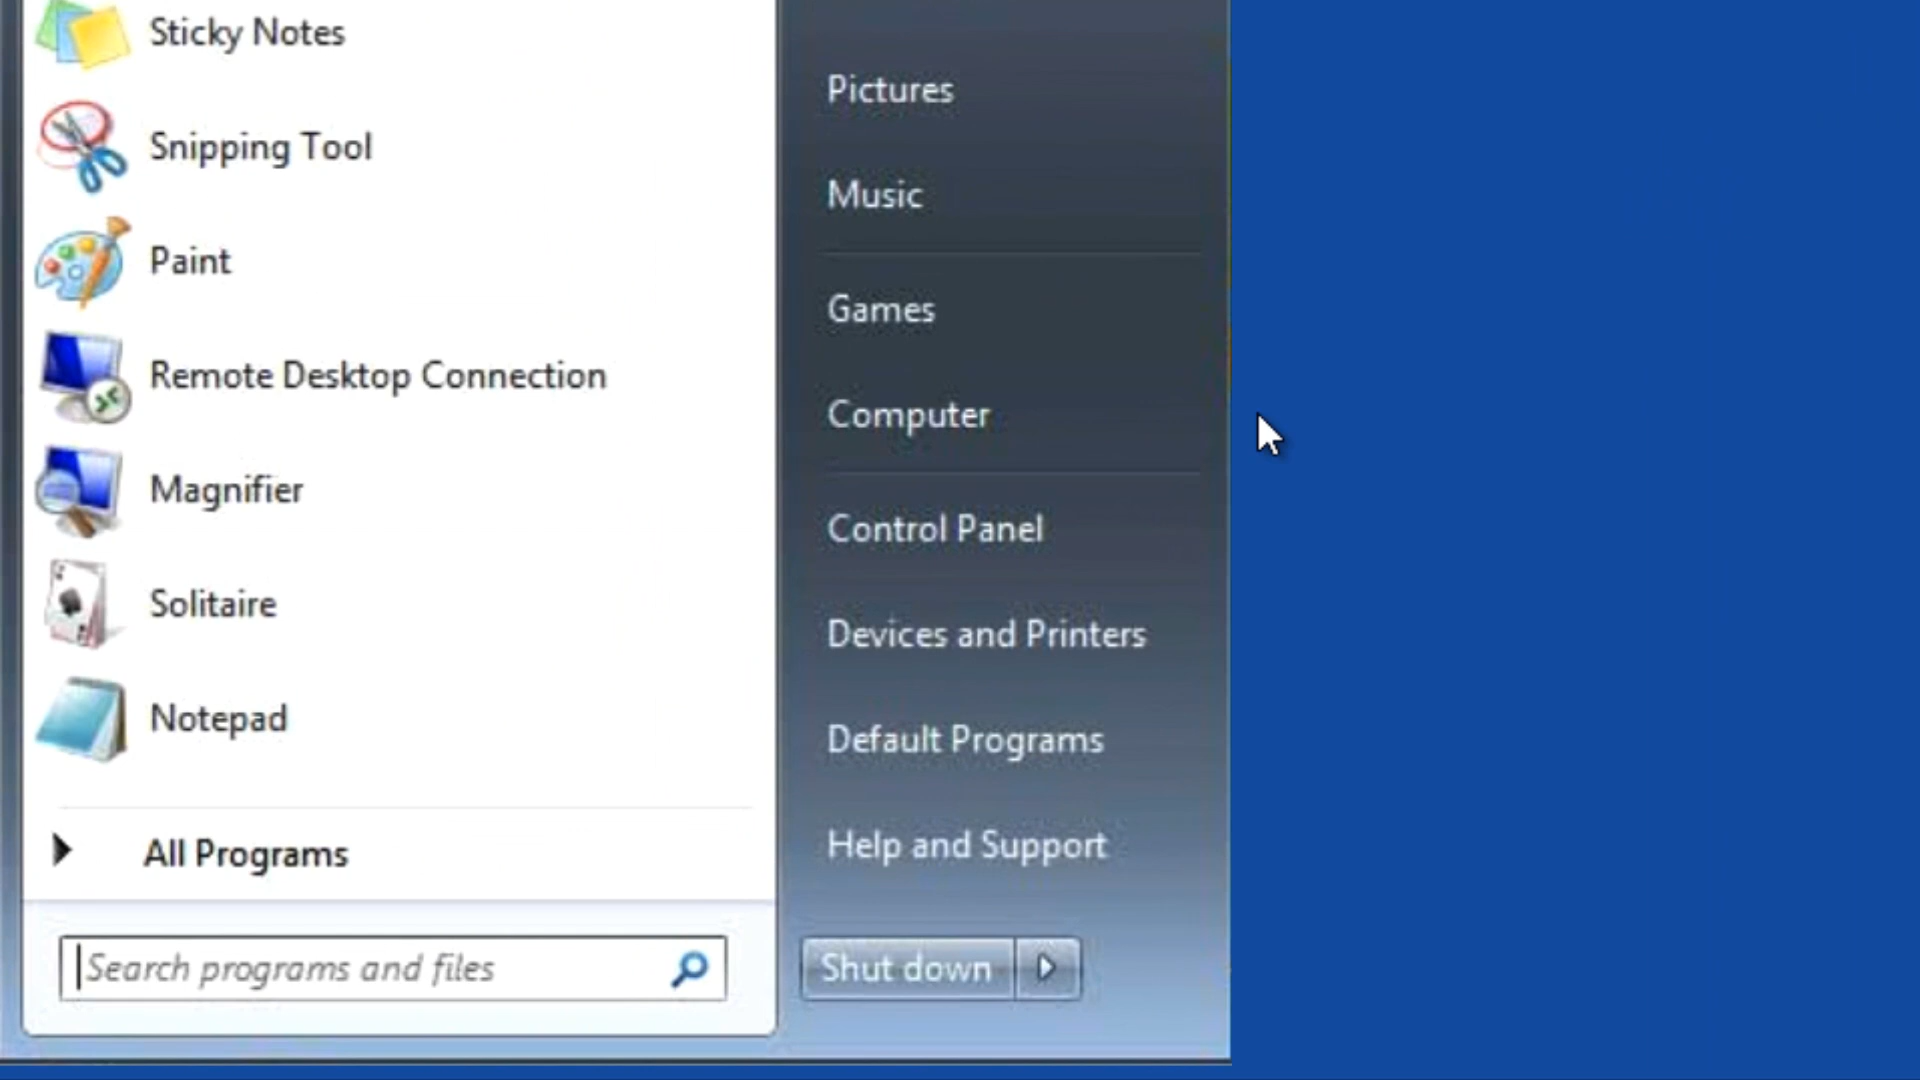 Sticky Notes
Snipping Tool
Paint
Remote Desktop Connection
Magnifier
Solitaire
Notepad
All Programs
Search programs and files
Pictures
Music
Games
Computer
Control Panel
Devices and Printers
Default Programs
Help and Support
Shut down